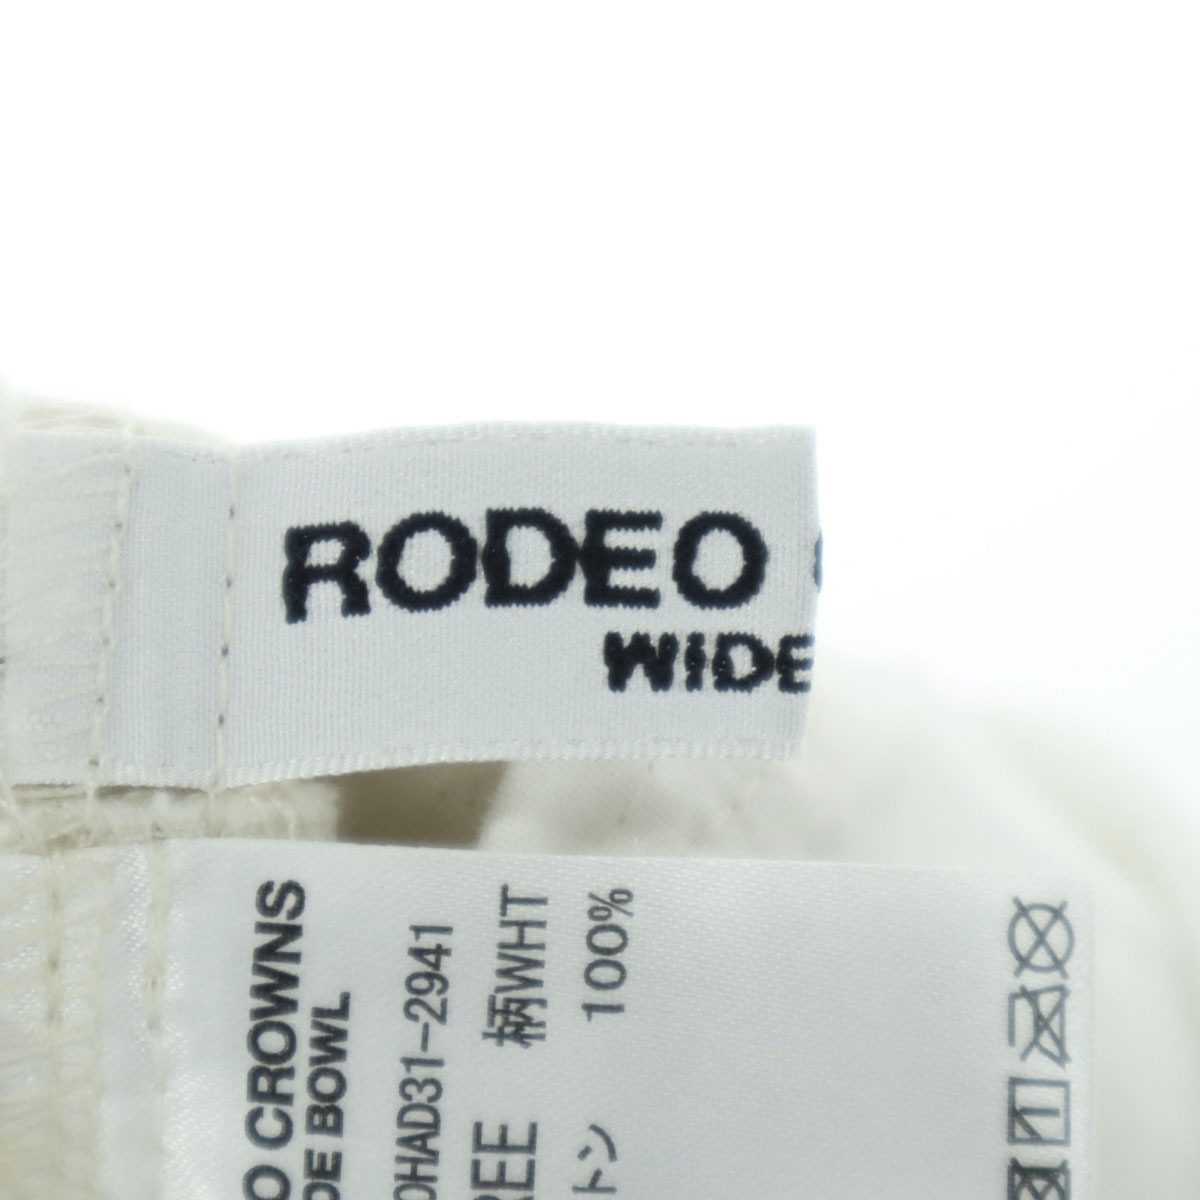 RODEO
WIDE
O CROWNS
DE BOWL
0HAD31-2941
REE 柄WHT
トン 100%